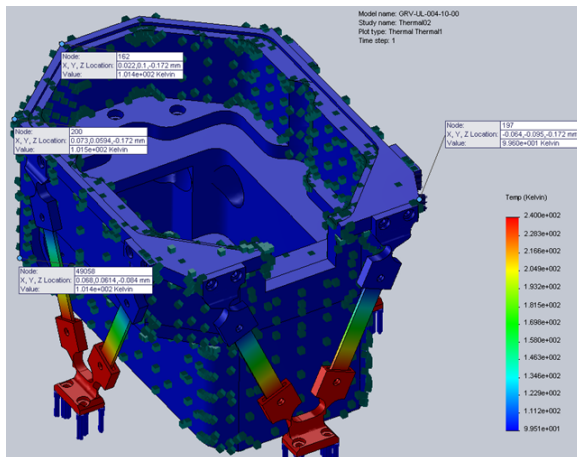 Model name: GRV-UL-004-10-00
Study name: Thermal02
Plot type: Thermal Thermal1
Time step: 1
Node: 162
X, Y, Z Location: 0.022,0.1,-0.172 mm
Value: 1.014e+002 Kelvin
Node: 200
X, Y, Z Location: 0.073,0.0594,-0.172 mm
Value: 1.015e+002 Kelvin
Node: 197
X, Y, Z Location: -0.064,-0.095,-0.172 mm
Value: 9.960e+001 Kelvin
Node: 49058
X, Y, Z Location: 0.068,0.0614,-0.084 mm
Value: 1.014e+002 Kelvin
Temp (Kelvin)
2.400e+002
2.283e+002
2.166e+002
2.049e+002
1.932e+002
1.815e+002
1.698e+002
1.580e+002
1.463e+002
1.346e+002
1.229e+002
1.112e+002
9.951e+001